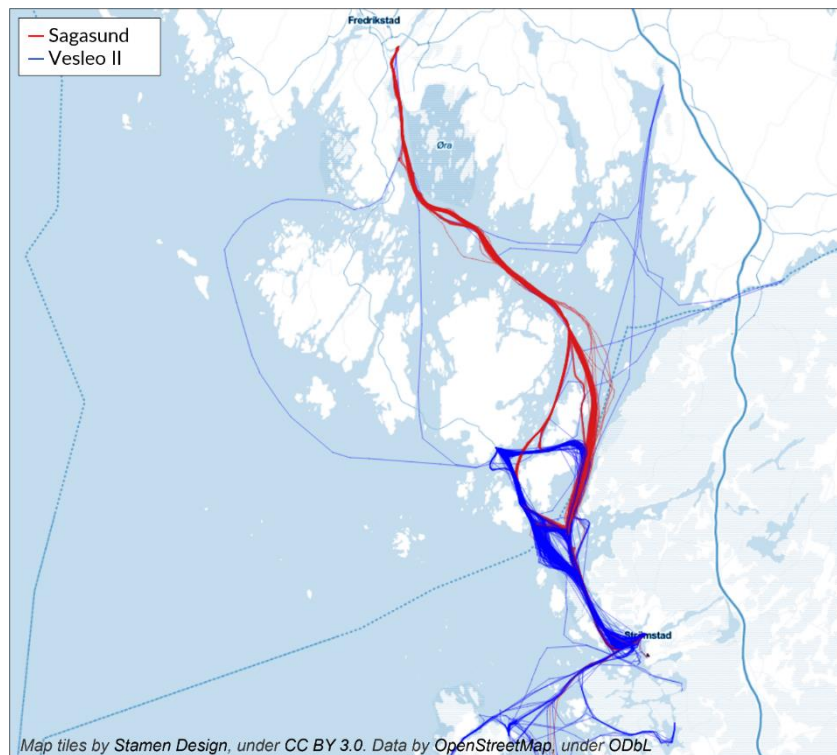 Fredrikstad
Sagasund
Vesleo II
Øra
Strømstad
Map tiles by Stamen Design, under CC BY 3.0. Data by OpenStreetMap, under ODbL